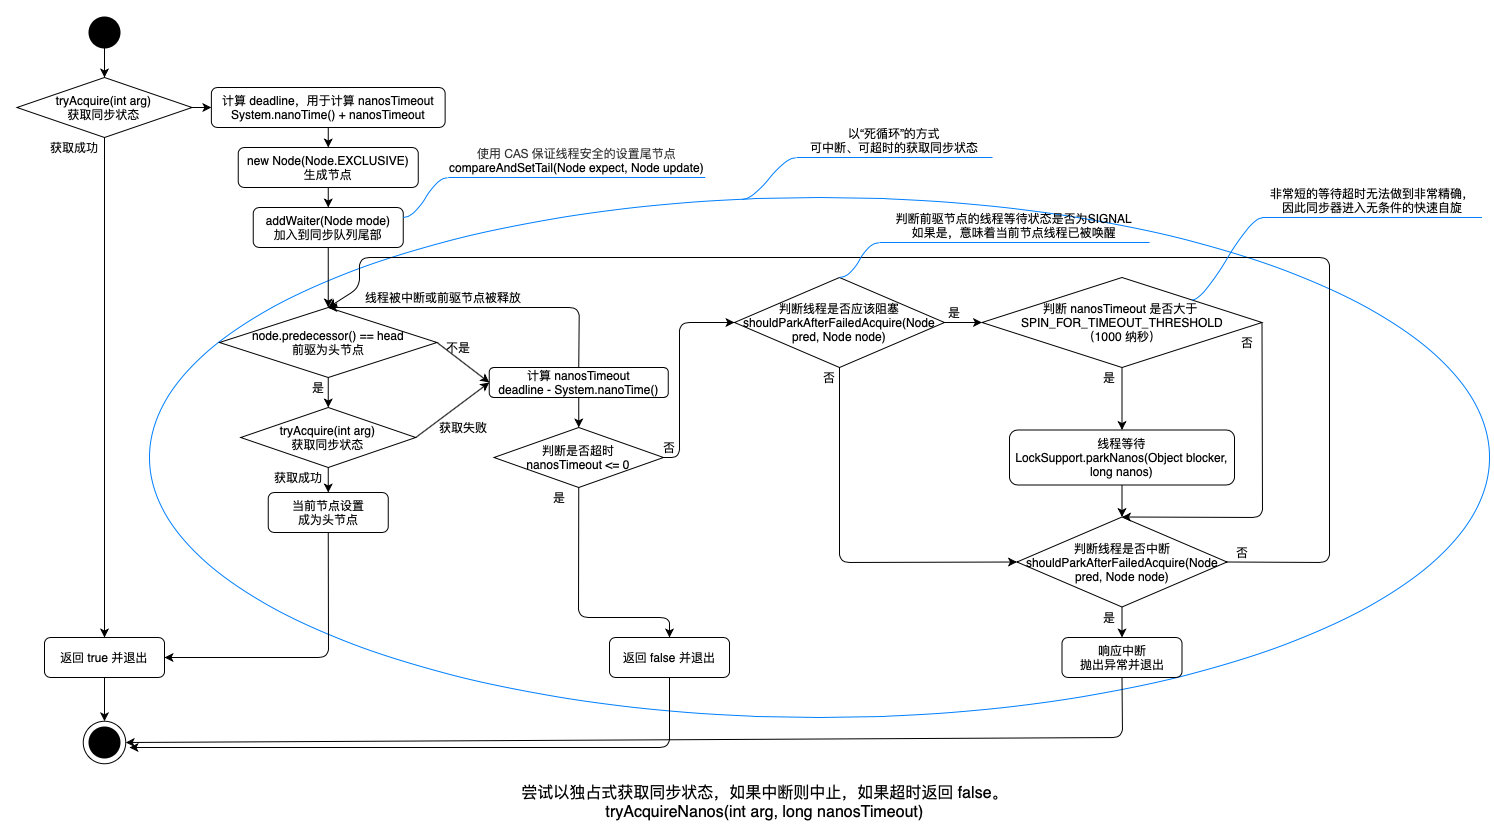 tryAcquire(int arg)
获取同步状态
获取成功
计算 deadline，用于计算 nanosTimeout
System.nanoTime() + nanosTimeout
new Node(Node.EXCLUSIVE)
生成节点
使用 CAS 保证线程安全的设置尾节点
compareAndSetTail(Node expect, Node update)
addWaiter(Node mode)
加入到同步队列尾部
以“死循环”的方式
可中断、可超时的获取同步状态
判断前驱节点的线程等待状态是否为SIGNAL
如果是，意味着当前节点线程已被唤醒
非常短的等待超时无法做到非常精确，
因此同步器进入无条件的快速自旋
线程被中断或前驱节点被释放
node.predecessor() == head
前驱为头节点
不是
是
tryAcquire(int arg)
获取同步状态
获取失败
获取成功
当前节点设置
成为头节点
计算 nanosTimeout
deadline - System.nanoTime()
判断是否超时
nanosTimeout <= 0
否
是
判断线程是否应该阻塞
shouldParkAfterFailedAcquire(Node
pred, Node node)
是
否
判断 nanosTimeout 是否大于
SPIN_FOR_TIMEOUT_THRESHOLD
（1000 纳秒）
否
是
线程等待
LockSupport.parkNanos(Object blocker,
long nanos)
判断线程是否中断
shouldParkAfterFailedAcquire(Node
pred, Node node)
否
是
返回 true 并退出
返回 false 并退出
响应中断
抛出异常并退出
尝试以独占式获取同步状态，如果中断则中止，如果超时返回 false。
tryAcquireNanos(int arg, long nanosTimeout)